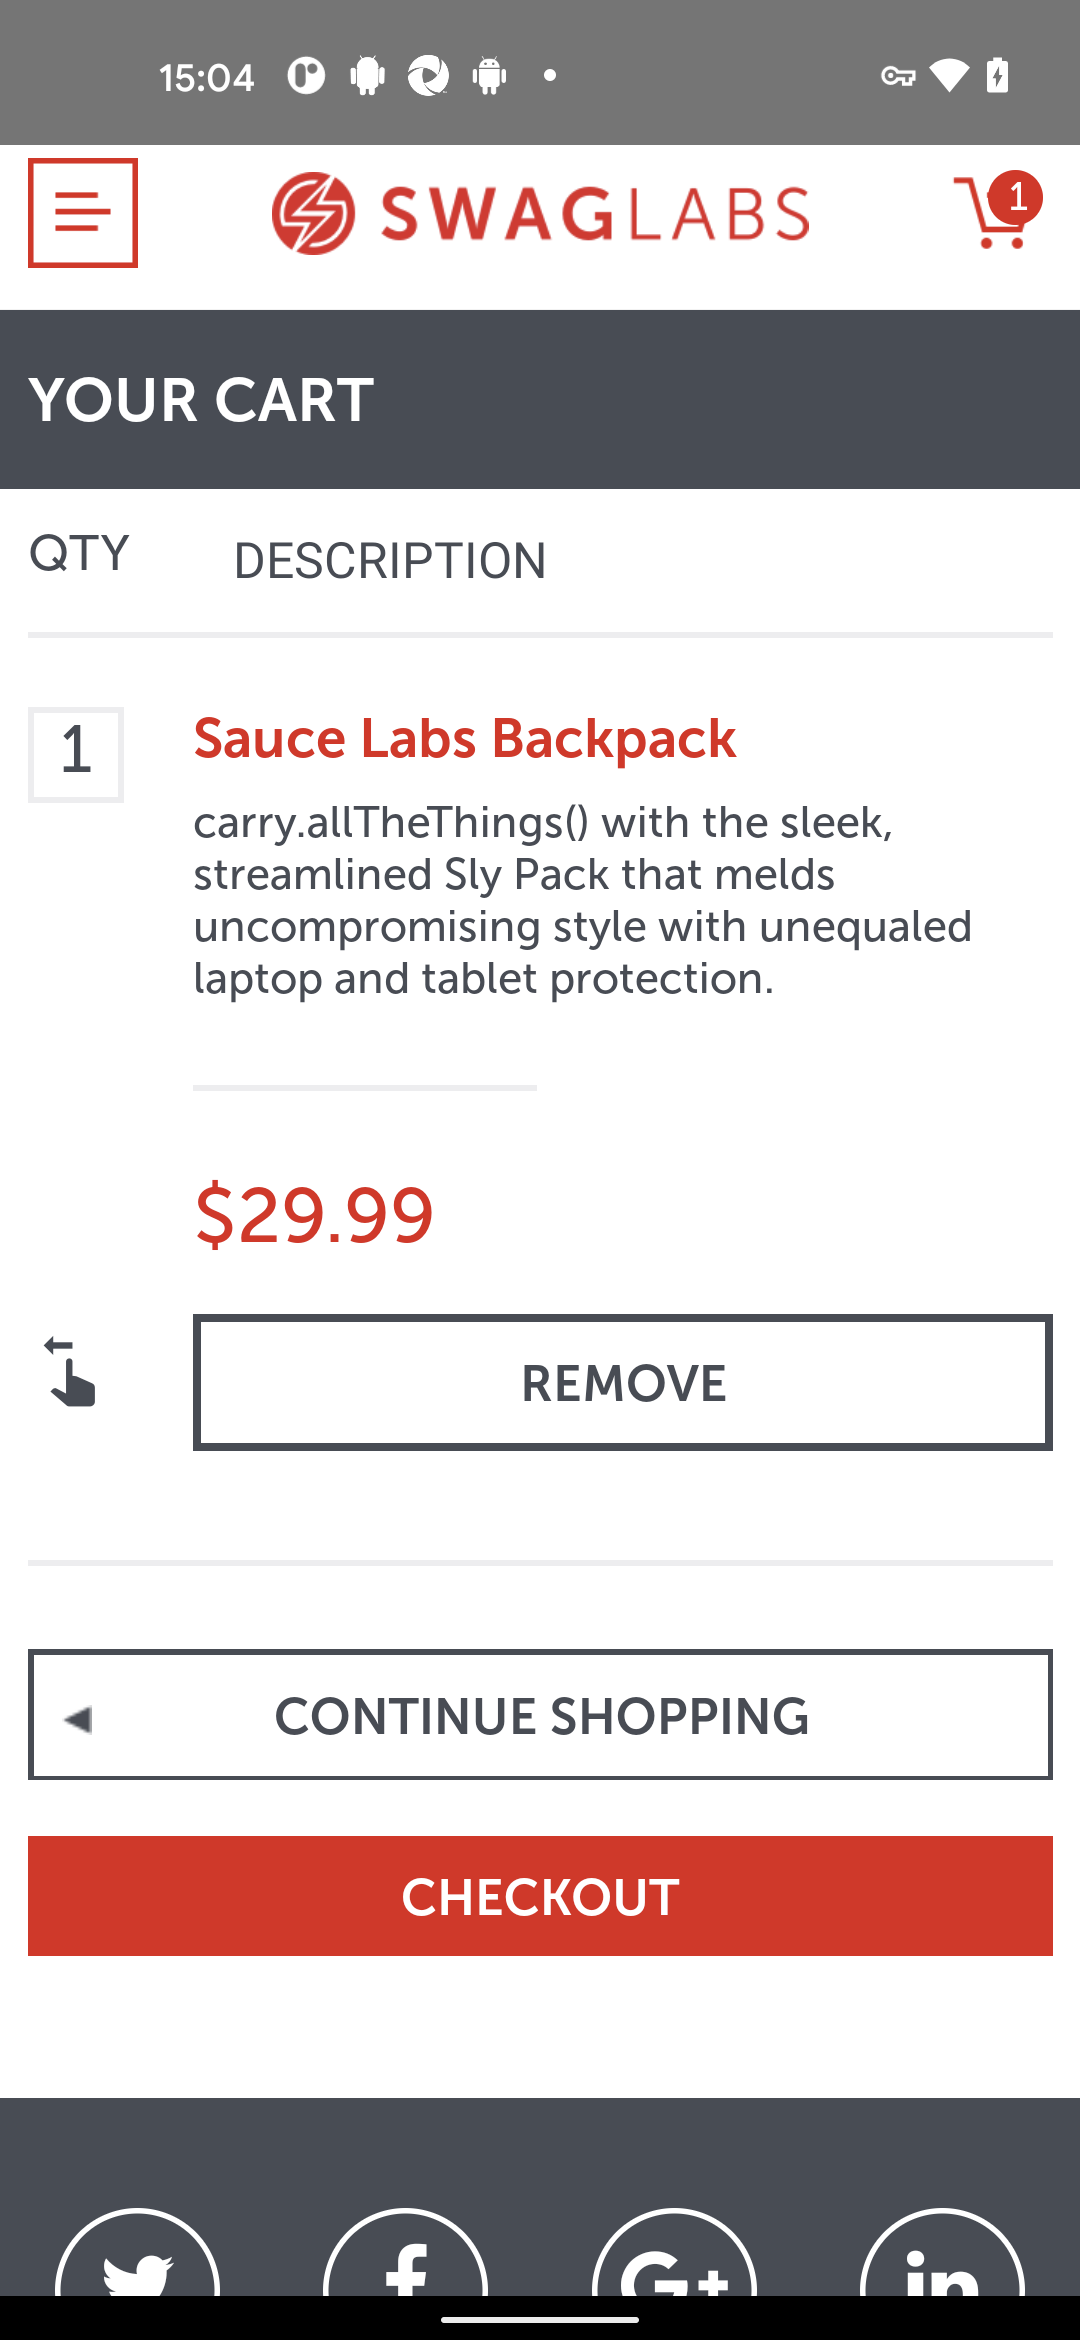 15:04
SWAGLABS
1
YOUR CART
QTY
DESCRIPTION
1
Sauce Labs Backpack
carry.allTheThings() with the sleek,
streamlined Sly Pack that melds
uncompromising style with unequaled
laptop and tablet protection.
$29.99
REMOVE
CONTINUE SHOPPING
CHECKOUT